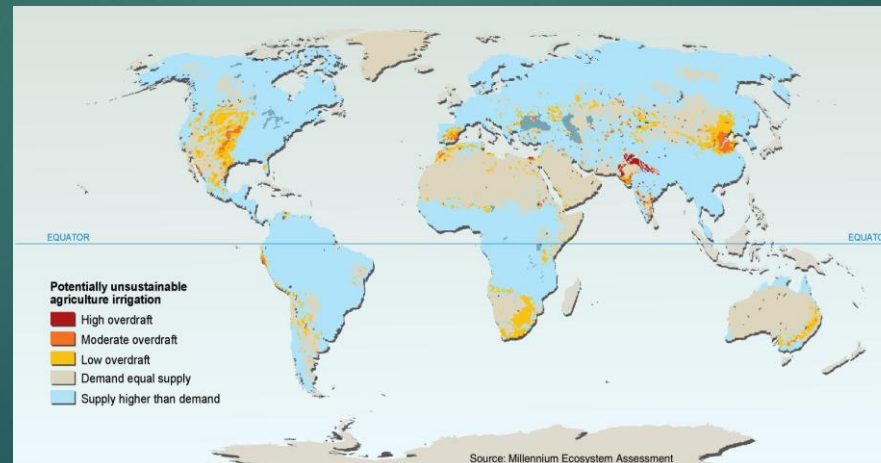 EQUATOR
EQUATO
Potentially unsustainable
agriculture irrigation
High overdraft
Moderate overdraft
Low overdraft
Demand equal supply
Supply higher than demand
Source: Millennium Ecosystem Assessment